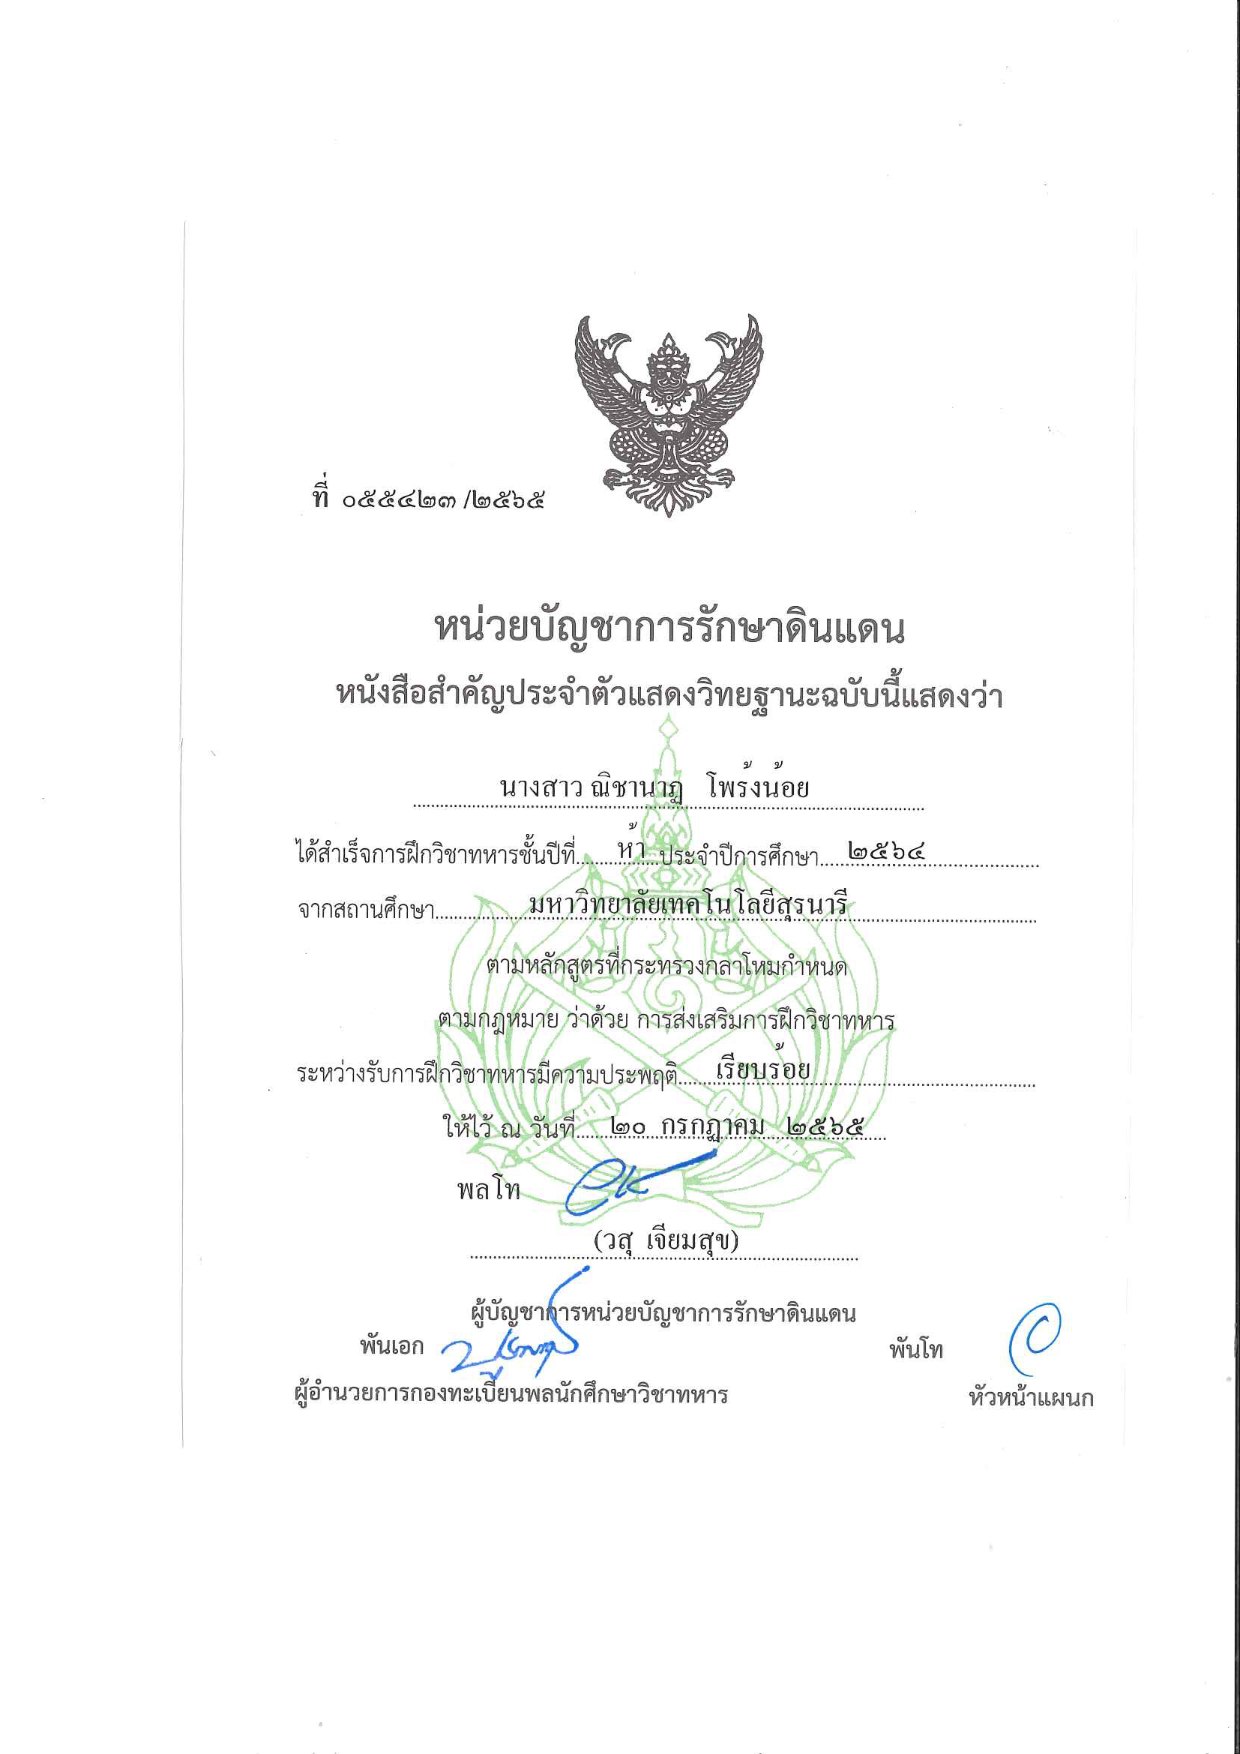 ที่ ๐๕๕๔๒๓ /๒๕๖๕
หน่วยบัญชาการรักษาดินแดน
หนังสือสำคัญประจำตัวแสดงวิทยฐานะฉบับนี้แสดงว่า
นางสาว ณิชานาฏ โพร้งน้อย
ได้สำเร็จการฝึกวิชาทหารชั้นปีที่ ห้า ประจำปีการศึกษา ๒๕๖๔
จากสถานศึกษา มหาวิทยาลัยเทคโนโลยีสุรนารี
ตามหลักสูตรที่กระทรวงกลาโหมกำหนด
ตามกฎหมาย ว่าด้วย การส่งเสริมการฝึกวิชาทหาร
ระหว่างรับการฝึกวิชาทหารมีความประพฤติ เรียบร้อย
ให้ไว้ ณ วันที่ ๒๐ กรกฎาคม ๒๕๖๕
พลโท
(วสุ เจียมสุข)
ผู้บัญชาการหน่วยบัญชาการรักษาดินแดน
พันเอก พันโท
ผู้อำนวยการกองทะเบียนพลนักศึกษาวิชาทหาร หัวหน้าแผนก